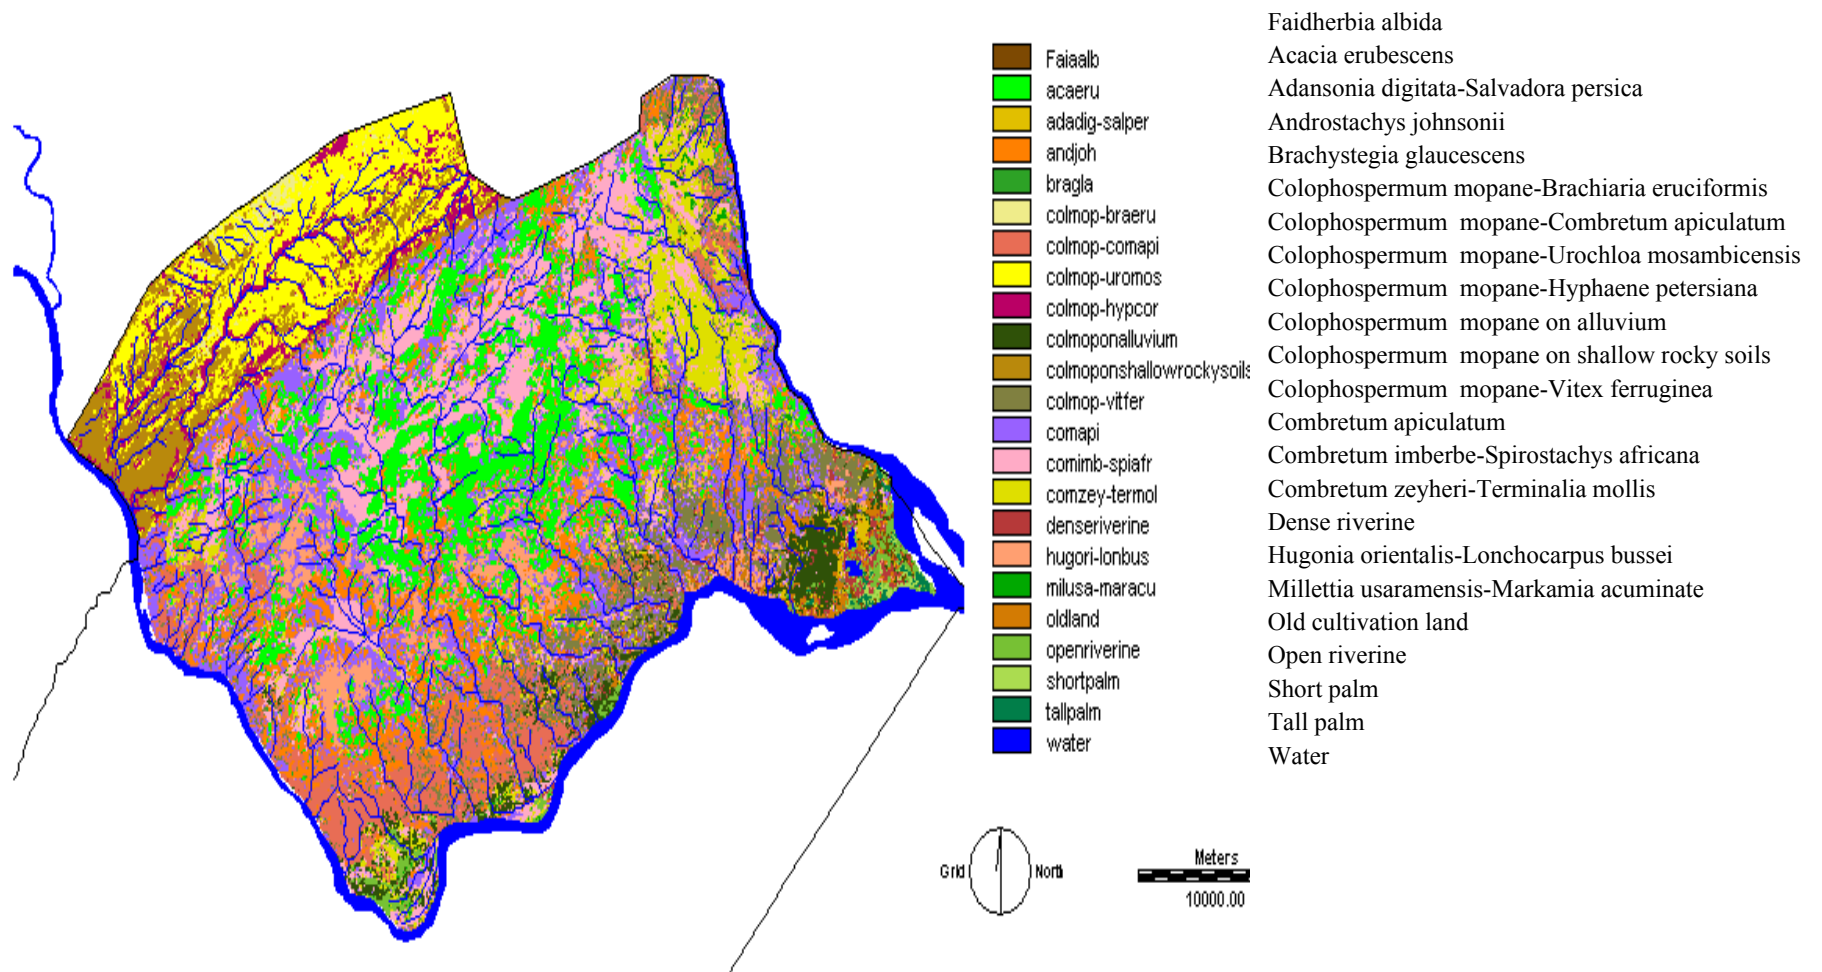 Faiaalb
acaeru
adadig-salper
andjoh
bragla
colmop-braeru
colmop-comapi
colmop-uromos
colmop-hypcor
colmoponalluvium
colmoponshallowrockysoils
colmop-vitfer
comapi
comimb-spiafr
comzey-termol
denseriverine
hugori-lonbus
milusa-maracu
oldland
openriverine
shortpalm
tallpalm
water
Faidherbia albida
Acacia erubescens
Adansonia digitata-Salvadora persica
Androstachys johnsonii
Brachystegia glaucescens
Colophospermum mopane-Brachiaria eruciformis
Colophospermum mopane-Combretum apiculatum
Colophospermum mopane-Urochloa mosambicensis
Colophospermum mopane-Hyphaene petersiana
Colophospermum mopane on alluvium
Colophospermum mopane on shallow rocky soils
Colophospermum mopane-Vitex ferruginea
Combretum apiculatum
Combretum imberbe-Spirostachys africana
Combretum zeyheri-Terminalia mollis
Dense riverine
Hugonia orientalis-Lonchocarpus bussei
Millettia usaramensis-Markamia acuminate
Old cultivation land
Open riverine
Short palm
Tall palm
Water
Grid North
Meters
10000.00